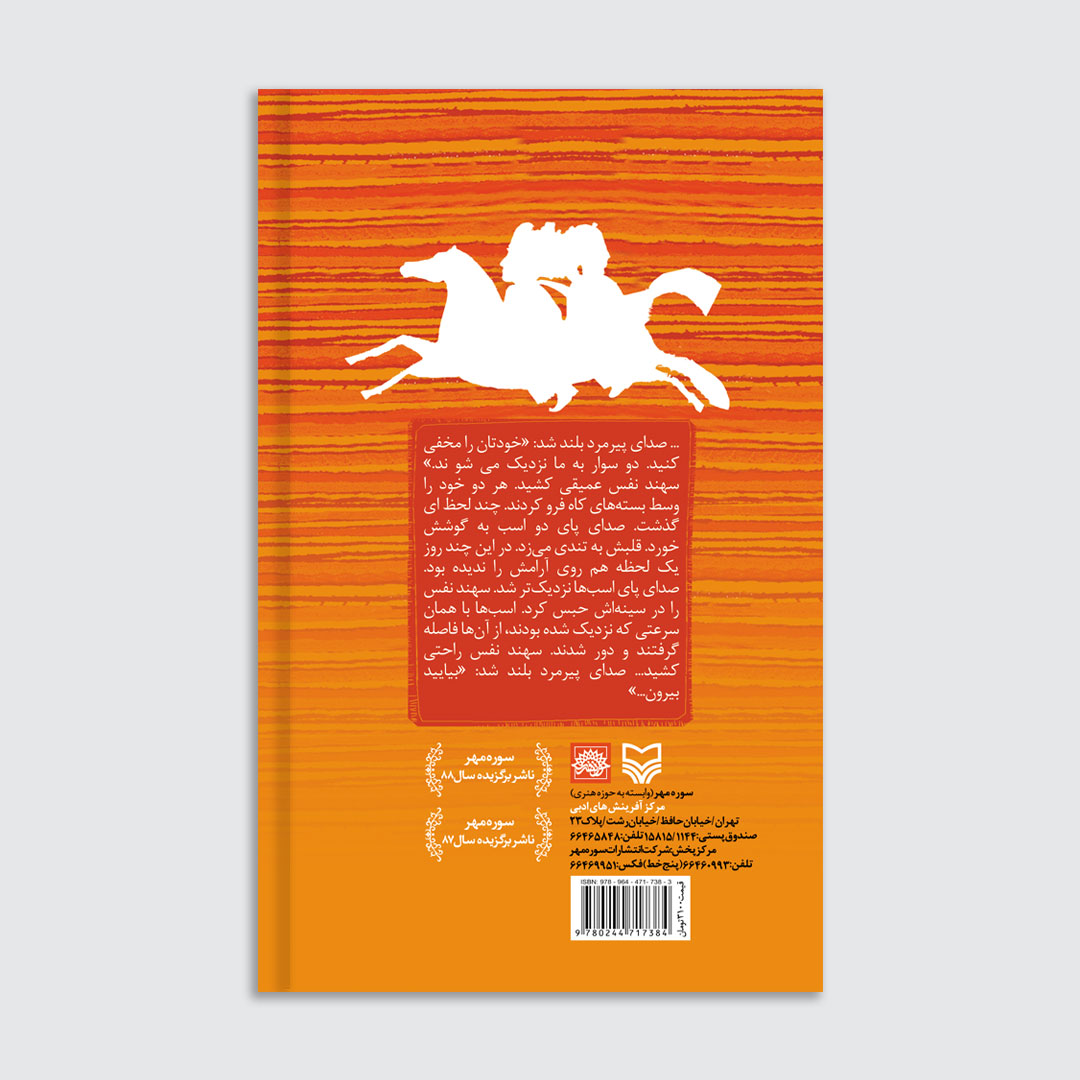 ... صدای پیرمرد بلند شد: «خودتان را مخفی
کنید. دو سوار به ما نزدیک می شو ند.»
سهند نفس عمیقی کشید. هر دو خود را
وسط بسته‌های کاه فرو کردند. چند لحظ ای
گذشت. صدای پای دو اسب به گوشش
خورد. قلبش به تندی می‌زد. در این چند روز
یک لحظه هم روی آرامش را ندیده بود.
صدای پای اسب‌ها نزدیک‌تر شد. سهند نفس
را در سینه‌اش حبس کرد. اسب‌ها با همان
سرعتی که نزدیک شده بودند، از آن‌ها فاصله
گرفتند و دور شدند. سهند نفس راحتی
کشید... صدای پیرمرد بلند شد: «بیایید
بیرون...»
سوره مهر (وابسته به حوزه هنری)
مرکز آفرینش های ادبی
تهران/خیابان حافظ/خیابان رشت/پلاک ۲۳
صندوق پستی: ۱۵۸۱۵/۱۱۴۴ تلفن: ۶۶۴۶۵۸۴۸
مرکز پخش: شرکت انتشارات سوره مهر
تلفن: ۶۶۴۶۰۹۹۳ (پنج خط) فکس: ۶۶۴۶۹۹۵۱
سوره مهر
ناشر برگزیده سال ۸۸
سوره مهر
ناشر برگزیده سال ۸۷
ISBN: 978 - 964 - 471- 738 - 3
9 780244 717384
قیمت: ۳۱۰۰ تومان